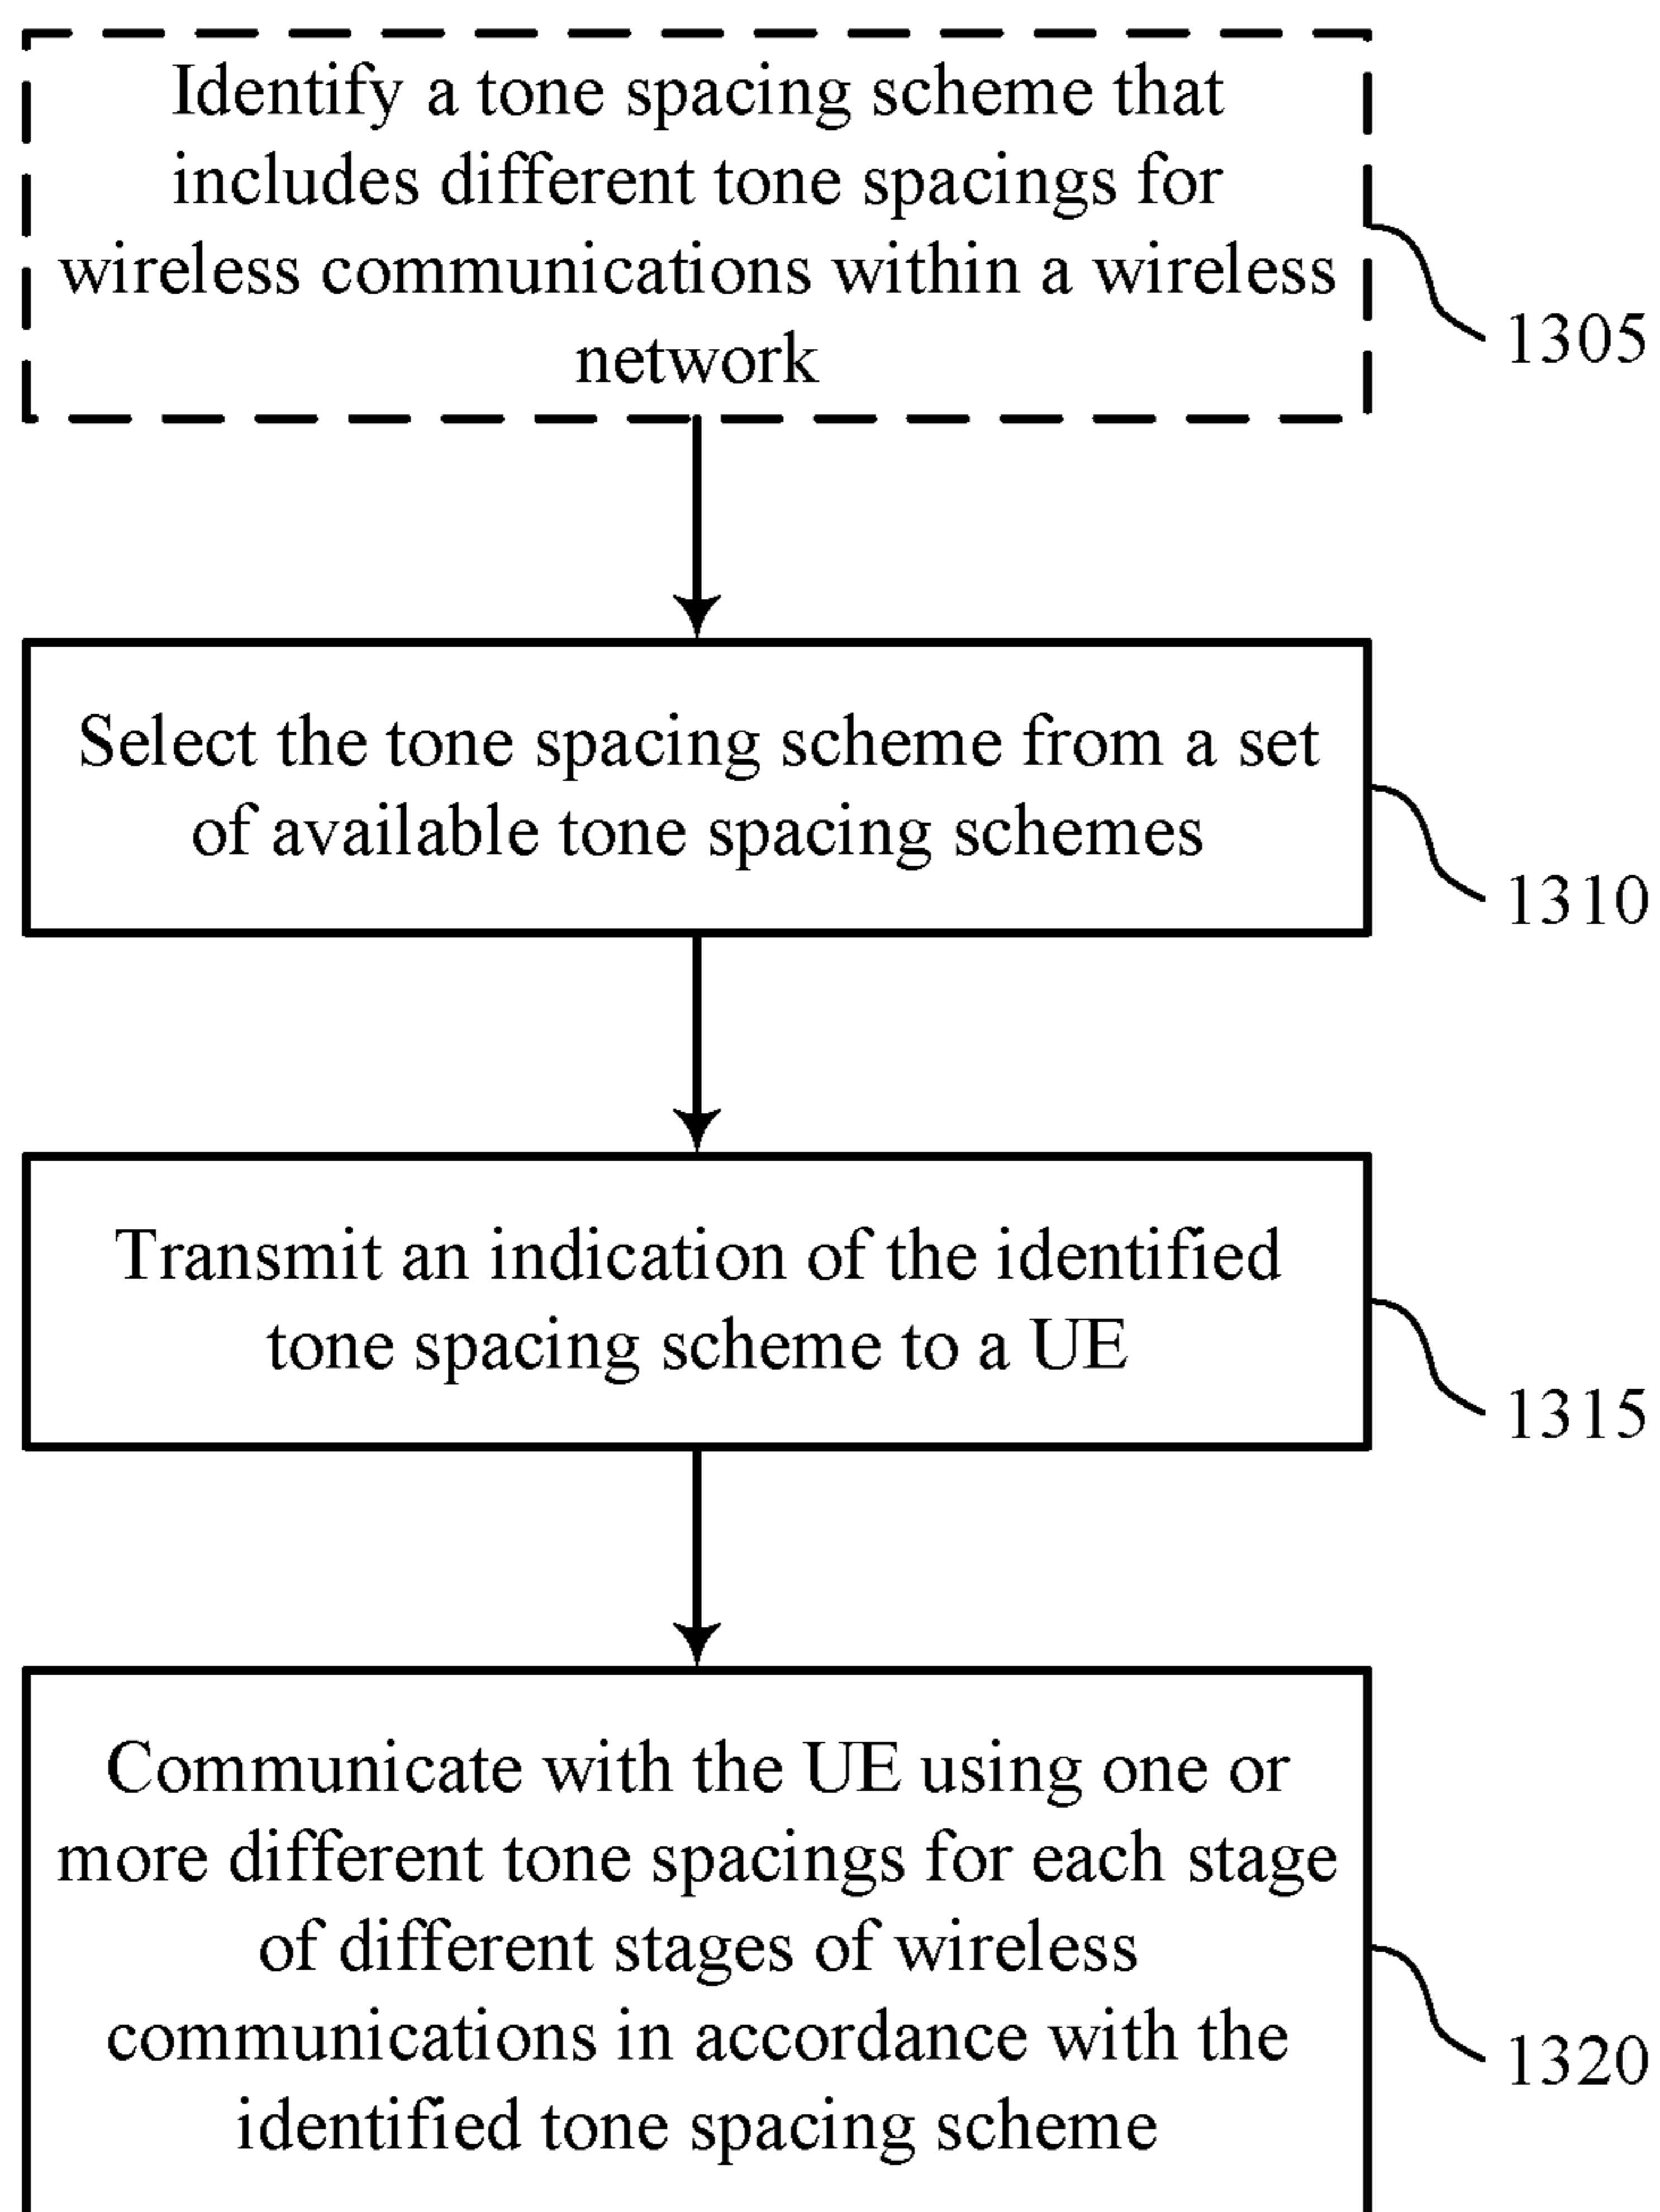 Identify a tone spacing scheme that
includes different tone spacings for
wireless communications within a wireless
network
1305
Select the tone spacing scheme from a set
of available tone spacing schemes
1310
Transmit an indication of the identified
tone spacing scheme to a UE
1315
Communicate with the UE using one or
more different tone spacings for each stage
of different stages of wireless
communications in accordance with the
identified tone spacing scheme
1320